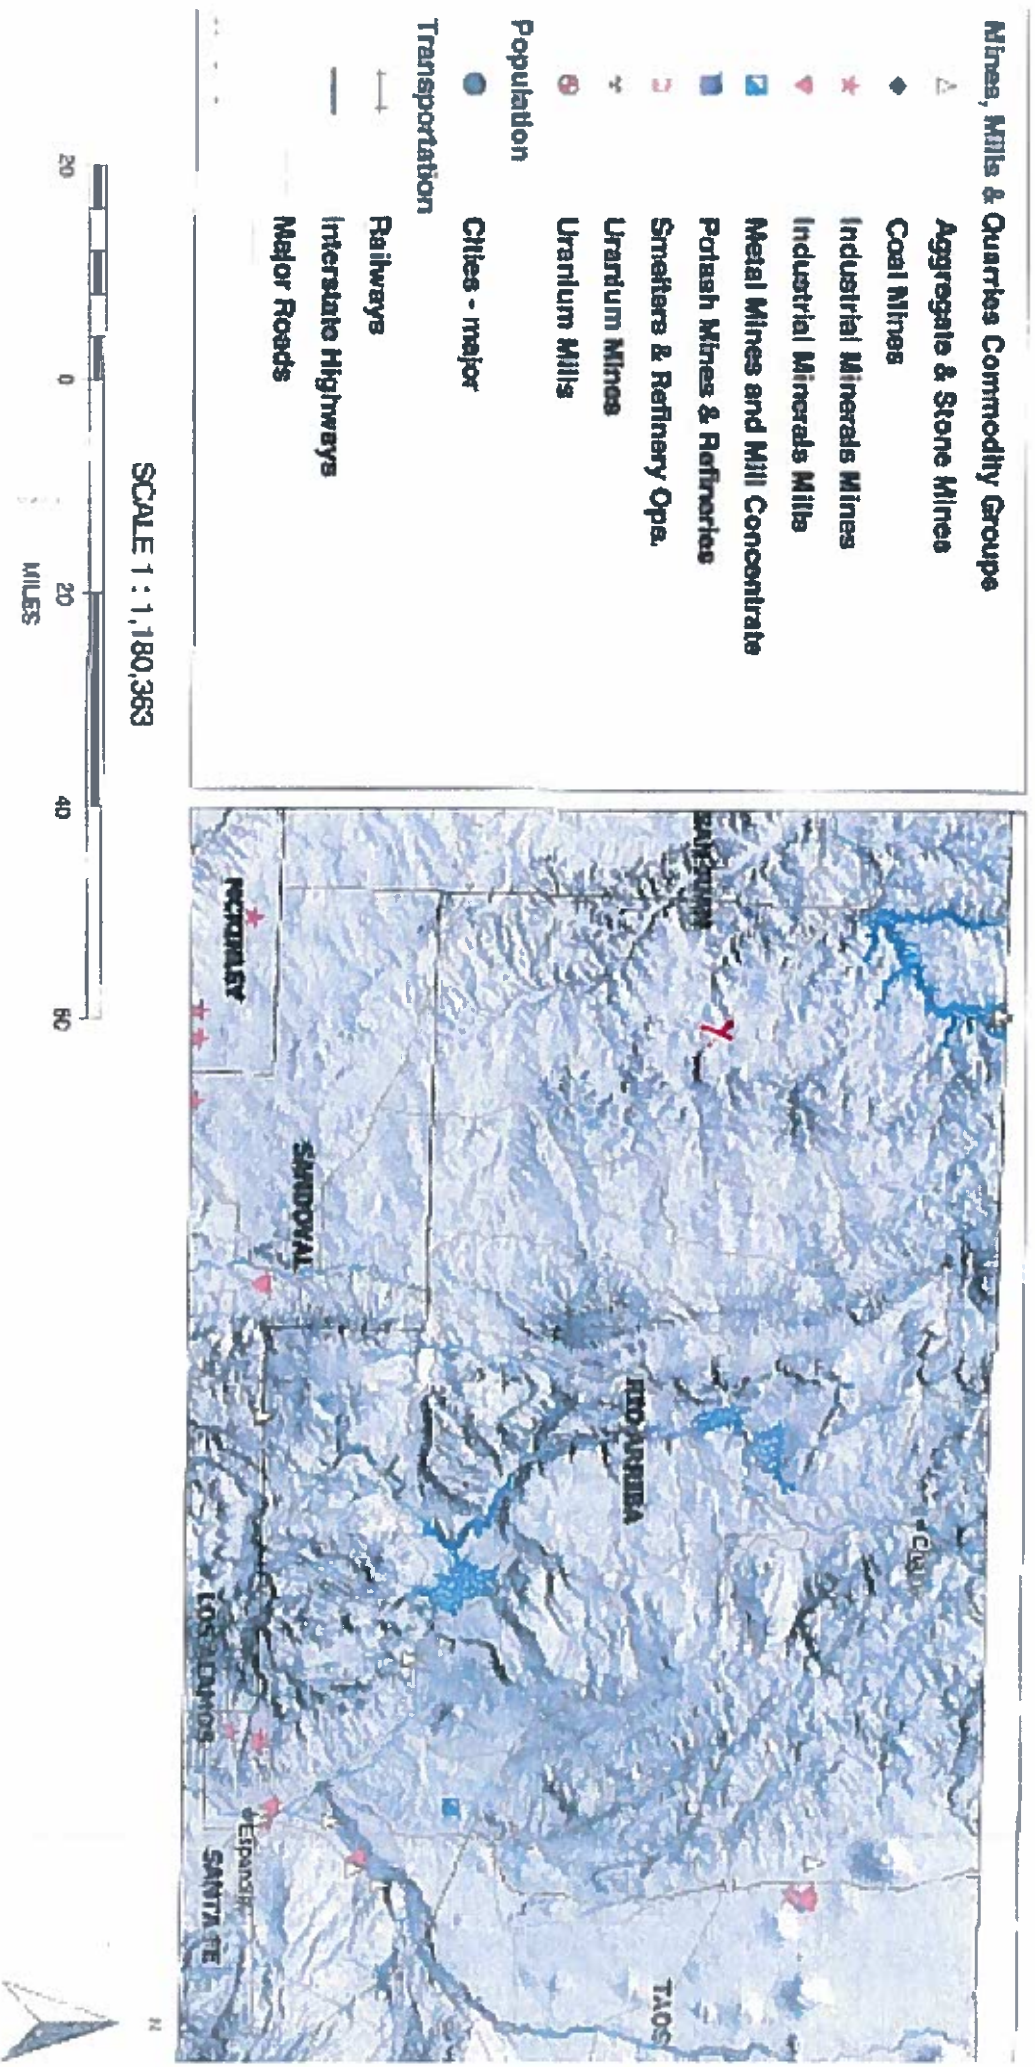 Mines, Mills & Quarries Commodity Groups
Aggregate & Stone Mines
Coal Mines
Industrial Minerals Mines
Industrial Minerals Mills
Metal Mines and Mill Concentrate
Potash Mines & Refineries
Smelters & Refinery Ops.
Uranium Mines
Uranium Mills
Population
Cities - major
Transportation
Railways
Interstate Highways
Major Roads
SAN JUAN
RIO ARRIBA
TAOS
MCKINLEY
SANDOVAL
LOS ALAMOS
Espanola
SANTA FE
SCALE 1 : 1,180,363
20 0 20 40 60
MILES
N